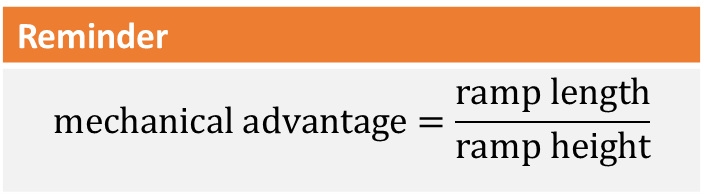 Reminder
mechanical advantage = ramp length / ramp height